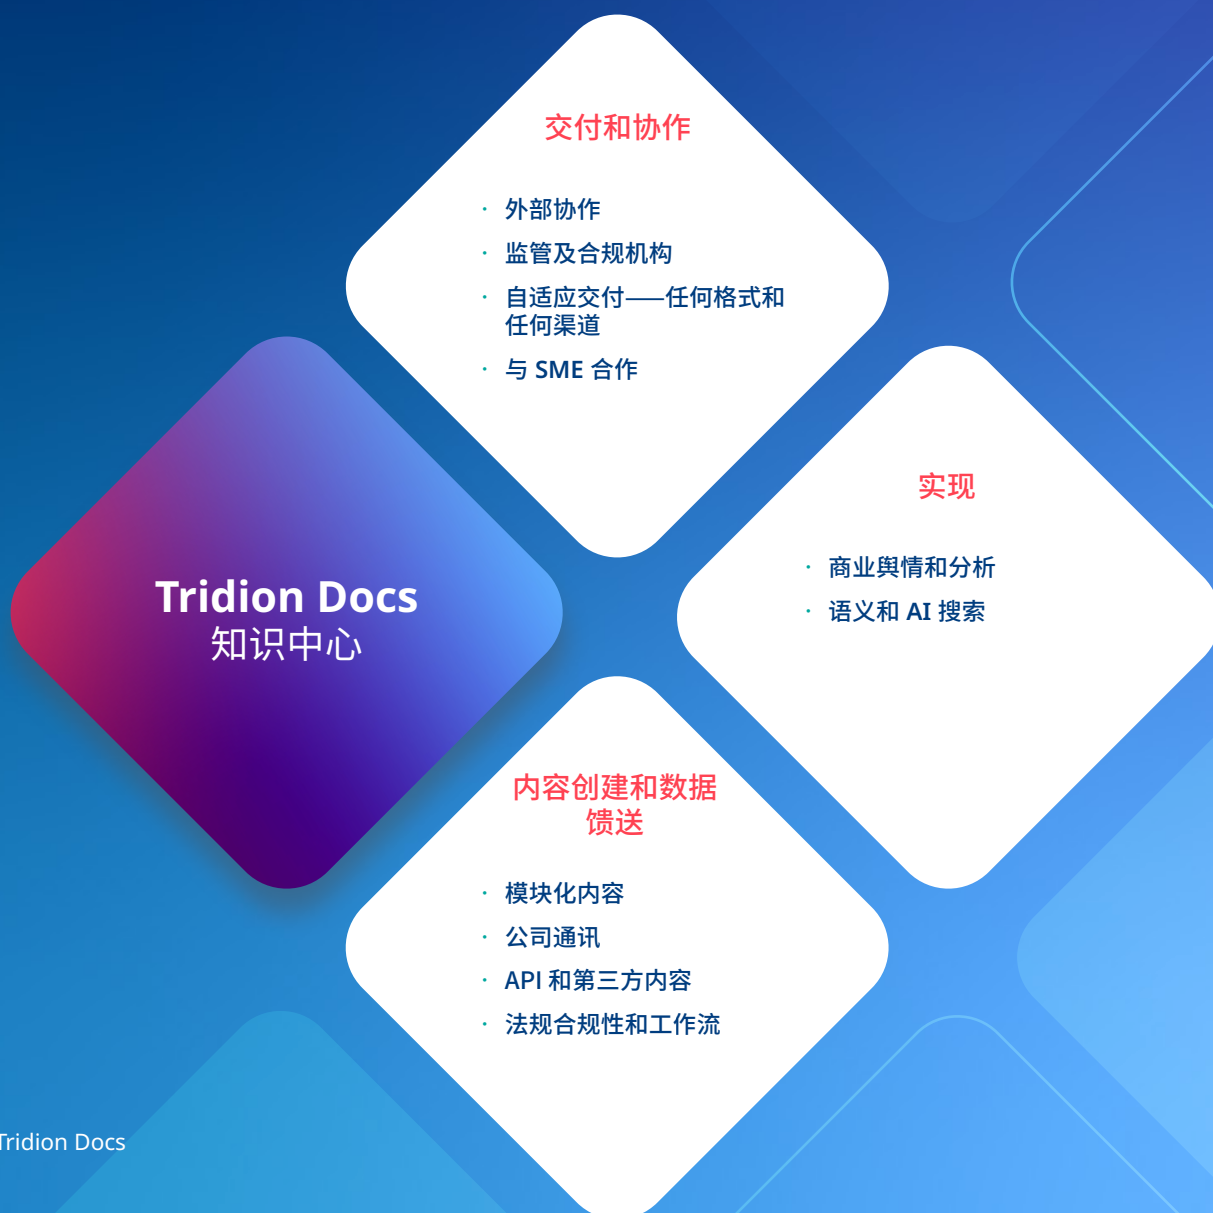 交付和协作
· 外部协作
· 监管及合规机构
· 自适应交付——任何格式和
任何渠道
· 与 SME 合作
Tridion Docs
知识中心
实现
· 商业舆情和分析
· 语义和 AI 搜索
内容创建和数据
馈送
· 模块化内容
· 公司通讯
· API 和第三方内容
· 法规合规性和工作流
Tridion Docs